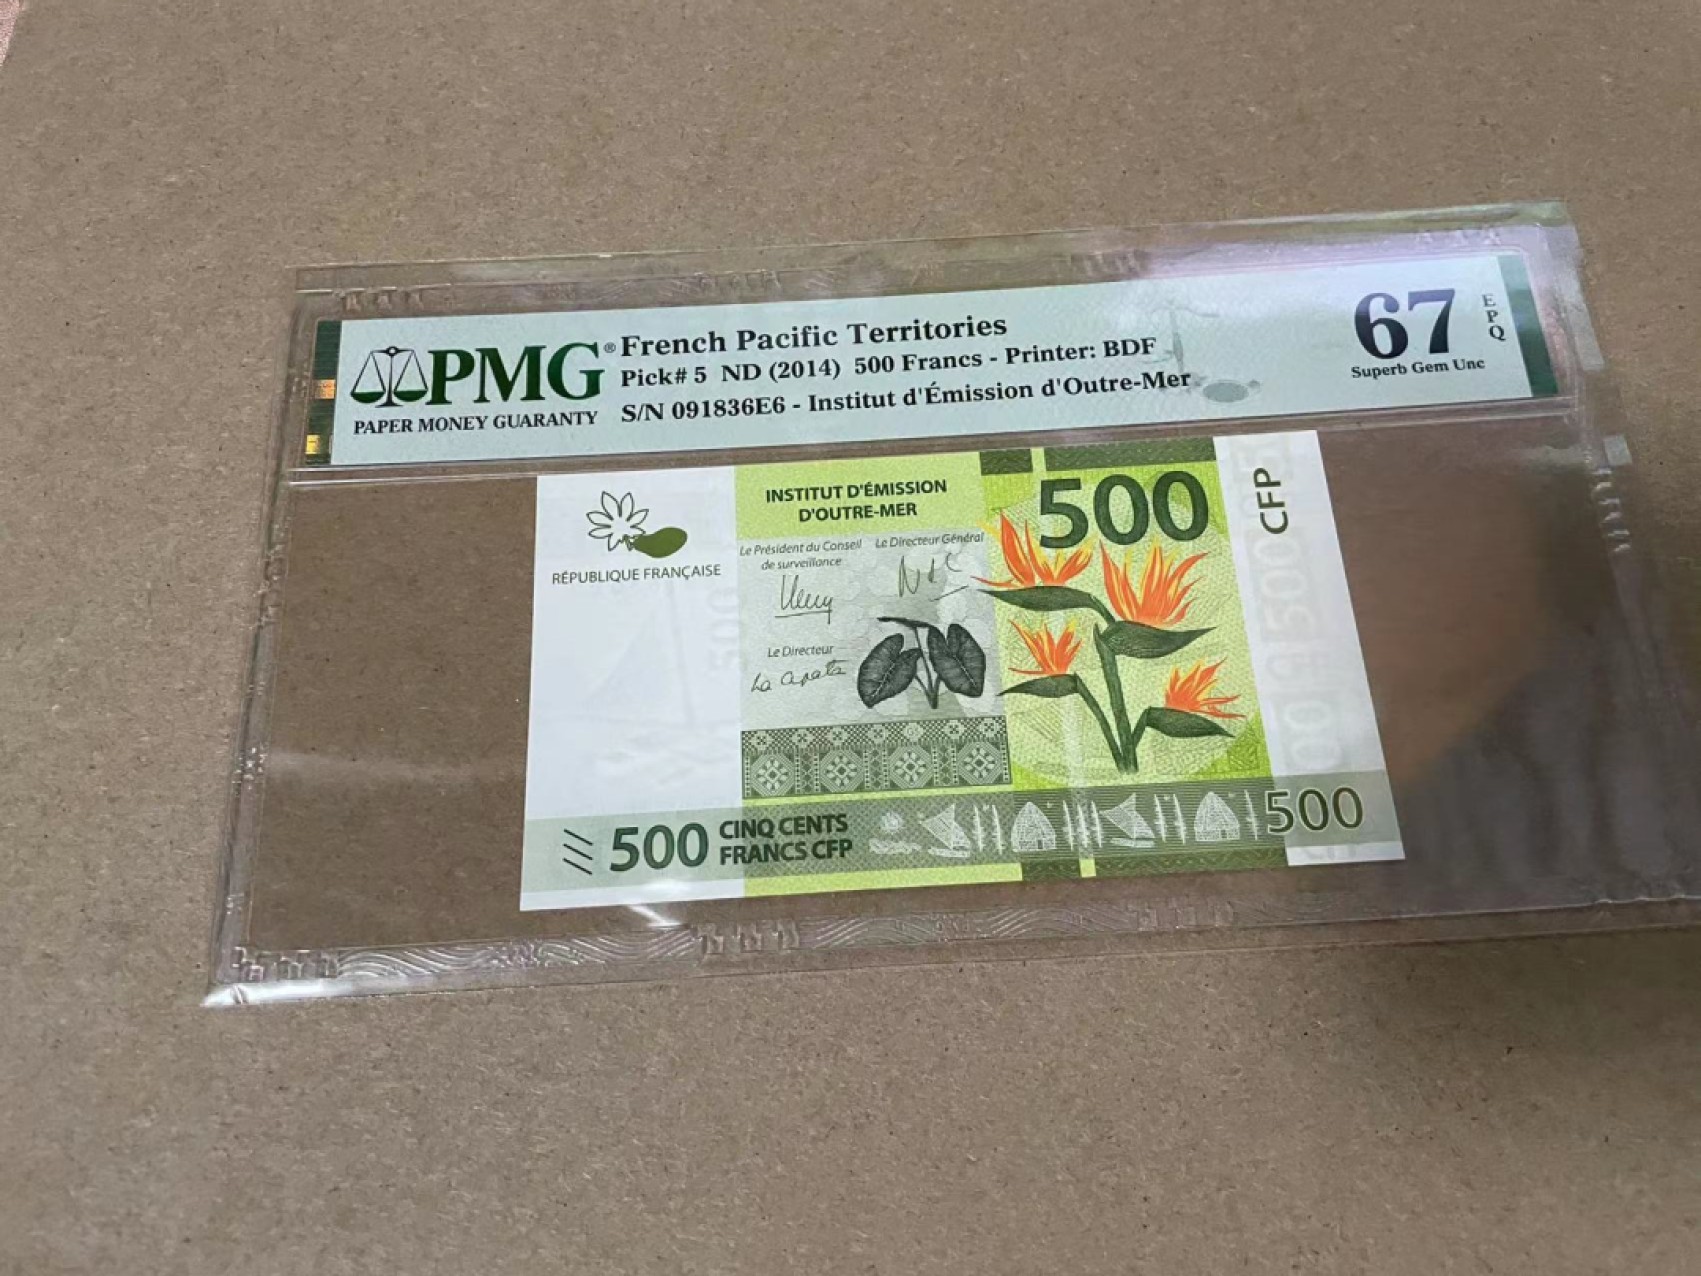 PMG®
PAPER MONEY GUARANTY
French Pacific Territories
Pick# 5 ND (2014) 500 Francs - Printer: BDF
S/N 091836E6 - Institut d'Émission d'Outre-Mer
67
EPQ
Superb Gem Unc
RÉPUBLIQUE FRANÇAISE
INSTITUT D'ÉMISSION
D'OUTRE-MER
Le Président du Conseil
de surveillance
Le Directeur Général
Le Directeur
500
CFP
500
CINQ CENTS
FRANCS CFP
500